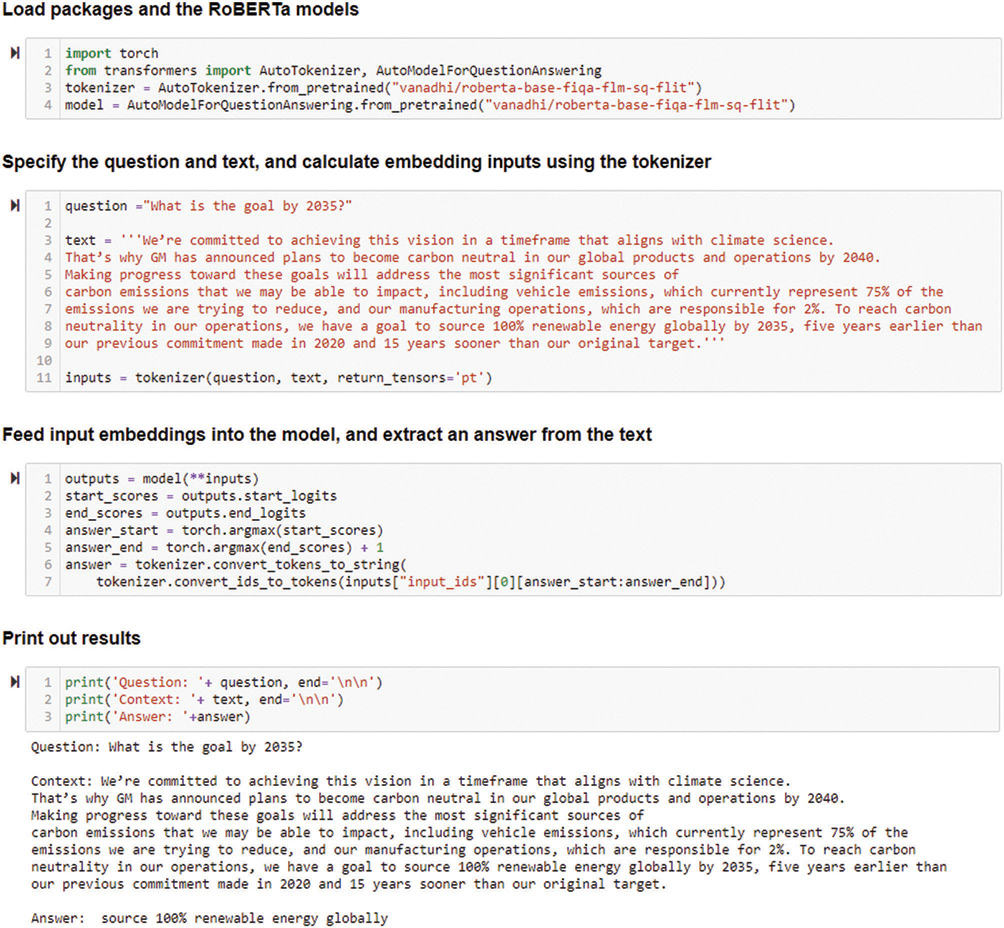 Load packages and the RoBERTa models
1 import torch
2 from transformers import AutoTokenizer, AutoModelForQuestionAnswering
3 tokenizer = AutoTokenizer.from_pretrained("vanadhi/roberta-base-fiqa-flm-sq-flit")
4 model = AutoModelForQuestionAnswering.from_pretrained("vanadhi/roberta-base-fiqa-flm-sq-flit")
Specify the question and text, and calculate embedding inputs using the tokenizer
1 question ="What is the goal by 2035?"
2
3 text = '''We’re committed to achieving this vision in a timeframe that aligns with climate science.
4 That’s why GM has announced plans to become carbon neutral in our global products and operations by 2040.
5 Making progress toward these goals will address the most significant sources of
6 carbon emissions that we may be able to impact, including vehicle emissions, which currently represent 75% of the
7 emissions we are trying to reduce, and our manufacturing operations, which are responsible for 2%. To reach carbon
8 neutrality in our operations, we have a goal to source 100% renewable energy globally by 2035, five years earlier than
9 our previous commitment made in 2020 and 15 years sooner than our original target.'''
10
11 inputs = tokenizer(question, text, return_tensors='pt')
Feed input embeddings into the model, and extract an answer from the text
1 outputs = model(**inputs)
2 start_scores = outputs.start_logits
3 end_scores = outputs.end_logits
4 answer_start = torch.argmax(start_scores)
5 answer_end = torch.argmax(end_scores) + 1
6 answer = tokenizer.convert_tokens_to_string(
7 tokenizer.convert_ids_to_tokens(inputs["input_ids"][0][answer_start:answer_end]))
Print out results
1 print('Question: '+ question, end='\n\n')
2 print('Context: '+ text, end='\n\n')
3 print('Answer: '+answer)
Question: What is the goal by 2035?
Context: We’re committed to achieving this vision in a timeframe that aligns with climate science.
That’s why GM has announced plans to become carbon neutral in our global products and operations by 2040.
Making progress toward these goals will address the most significant sources of
carbon emissions that we may be able to impact, including vehicle emissions, which currently represent 75% of the
emissions we are trying to reduce, and our manufacturing operations, which are responsible for 2%. To reach carbon
neutrality in our operations, we have a goal to source 100% renewable energy globally by 2035, five years earlier than
our previous commitment made in 2020 and 15 years sooner than our original target.
Answer:  source 100% renewable energy globally